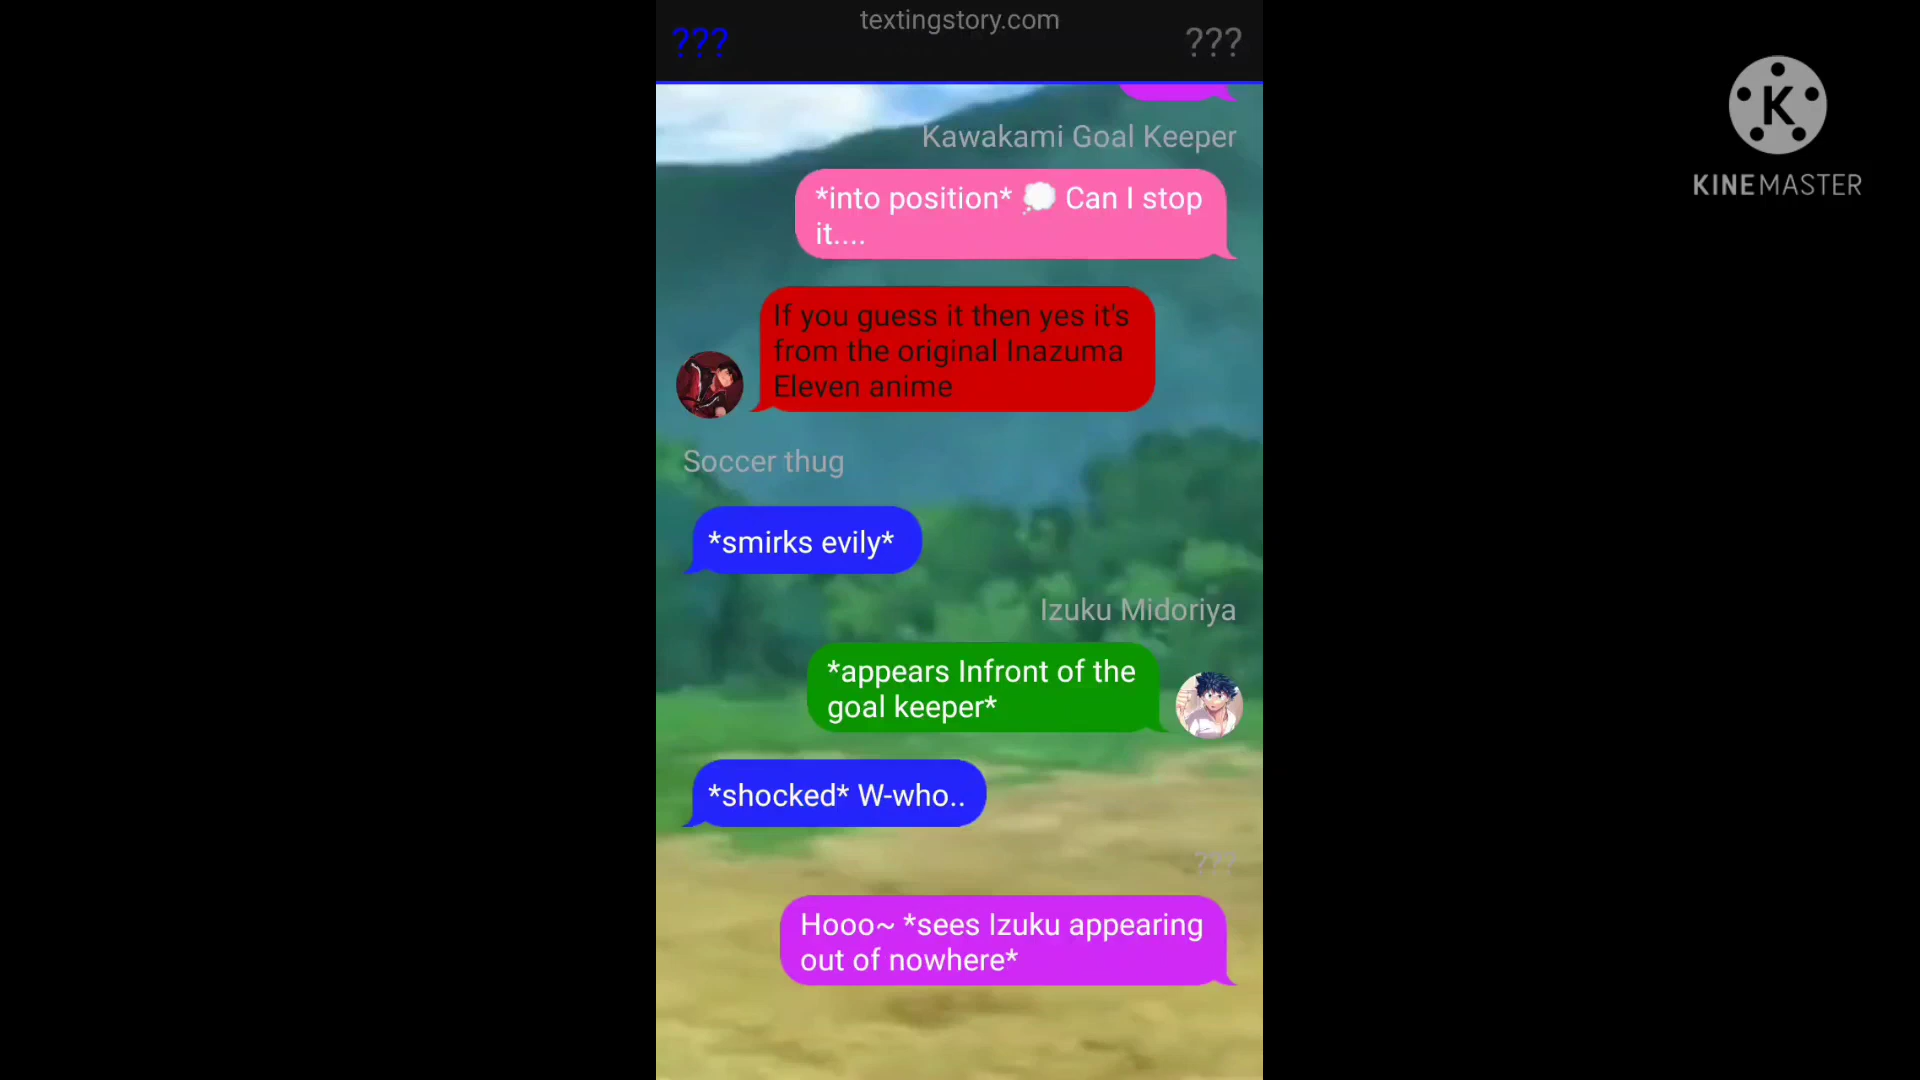 textingstory.com
??? ???
Kawakami Goal Keeper
*into position* 💭 Can I stop
it....
If you guess it then yes it's
from the original Inazuma
Eleven anime
Soccer thug
*smirks evily*
Izuku Midoriya
*appears Infront of the
goal keeper*
*shocked* W-who..
???
Hooo~ *sees Izuku appearing
out of nowhere*
K
KINEMASTER